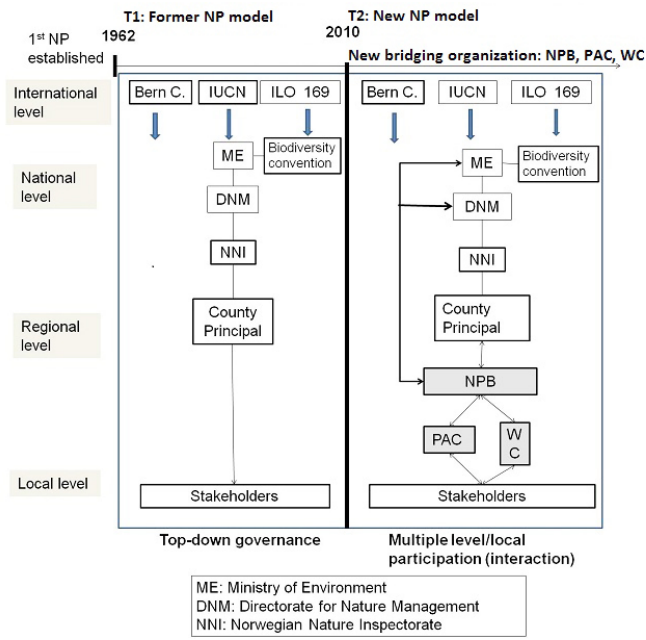 T1: Former NP model
T2: New NP model
1962
2010
1st NP
established
New bridging organization: NPB, PAC, WC
International
level
Bern C.
IUCN
ILO 169
Bern C.
IUCN
ILO 169
National
level
ME
Biodiversity
convention
ME
Biodiversity
convention
DNM
DNM
NNI
NNI
Regional
level
County
Principal
County
Principal
NPB
PAC
W
C
Local level
Stakeholders
Stakeholders
Top-down governance
Multiple level/local
participation (interaction)
ME: Ministry of Environment
DNM: Directorate for Nature Management
NNI: Norwegian Nature Inspectorate